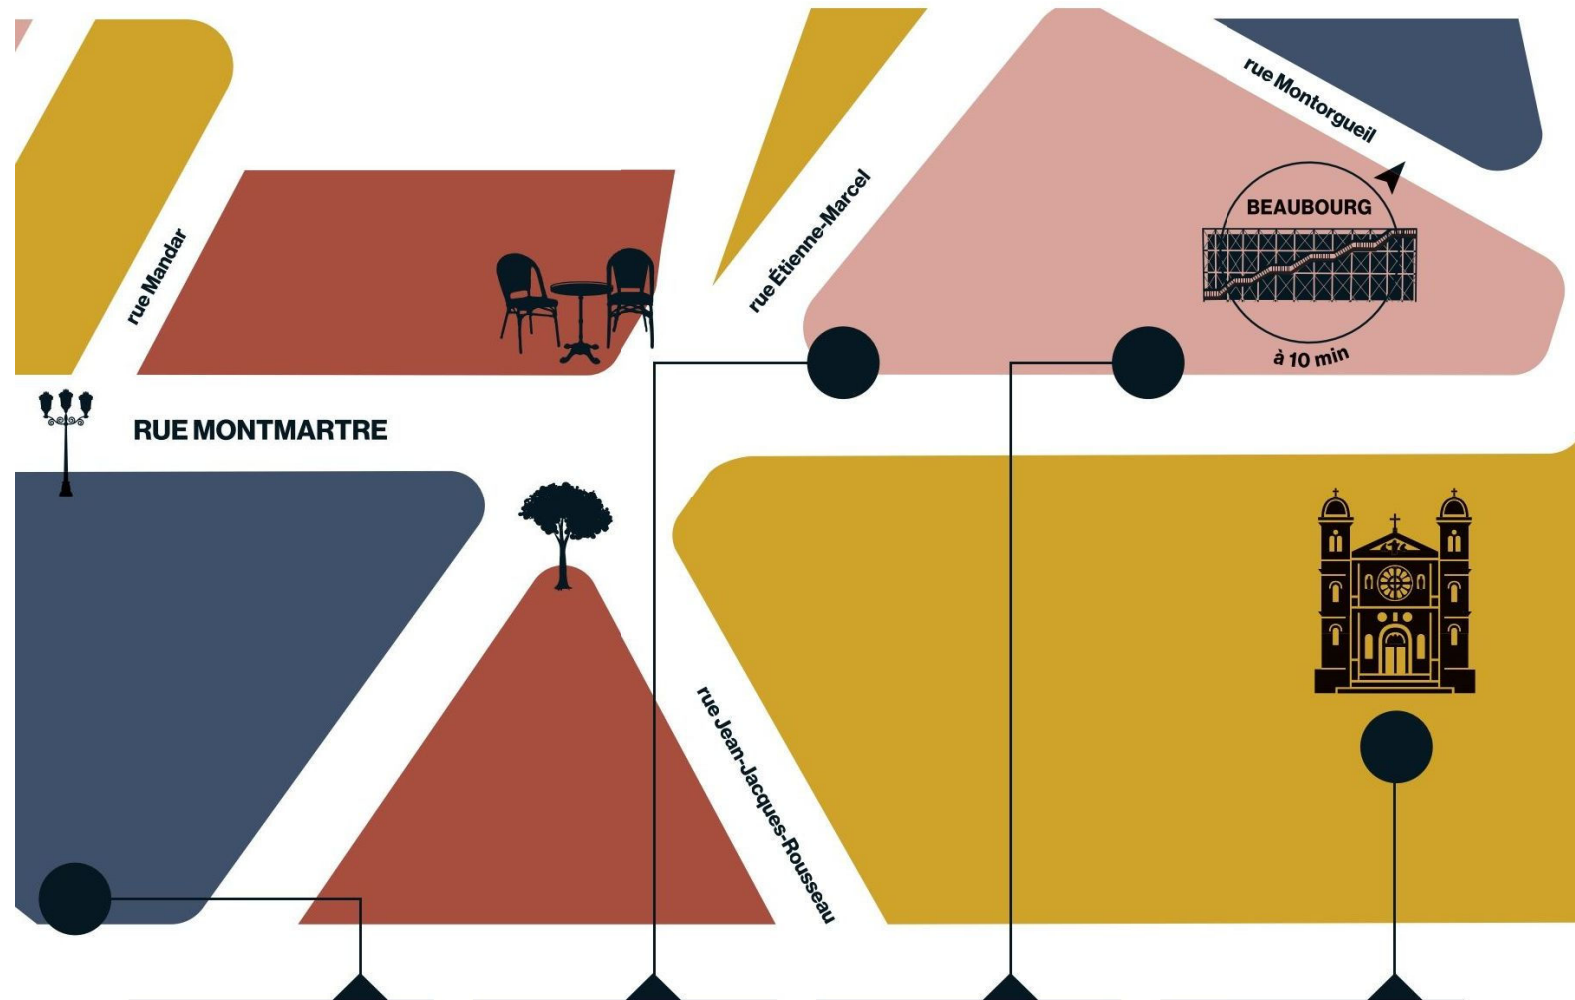 rue Montorgueil
rue Mandar
rue Étienne-Marcel
BEAUBOURG
à 10 min
RUE MONTMARTRE
rue Jean-Jacques-Rousseau